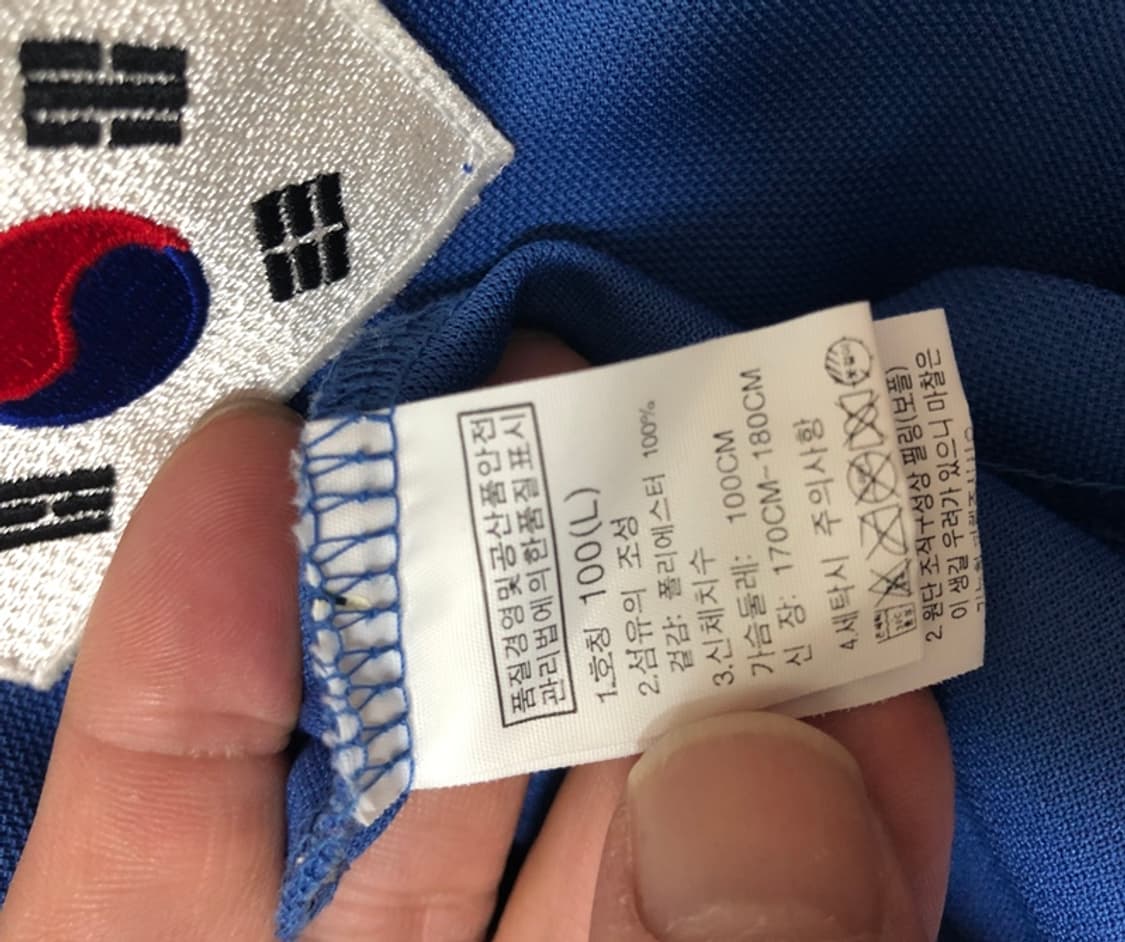 품질경영및공산품안전
관리법에의한품질표시
1.호칭 100(L)
2.섬유의 조성
겉감: 폴리에스터 100%
3.신체치수
가슴둘레: 100CM
신 장: 170CM-180CM
4.세탁시 주의사항
2. 원단 조직구성상 필링(보풀)
이 생길 우려가 있으니 마찰은